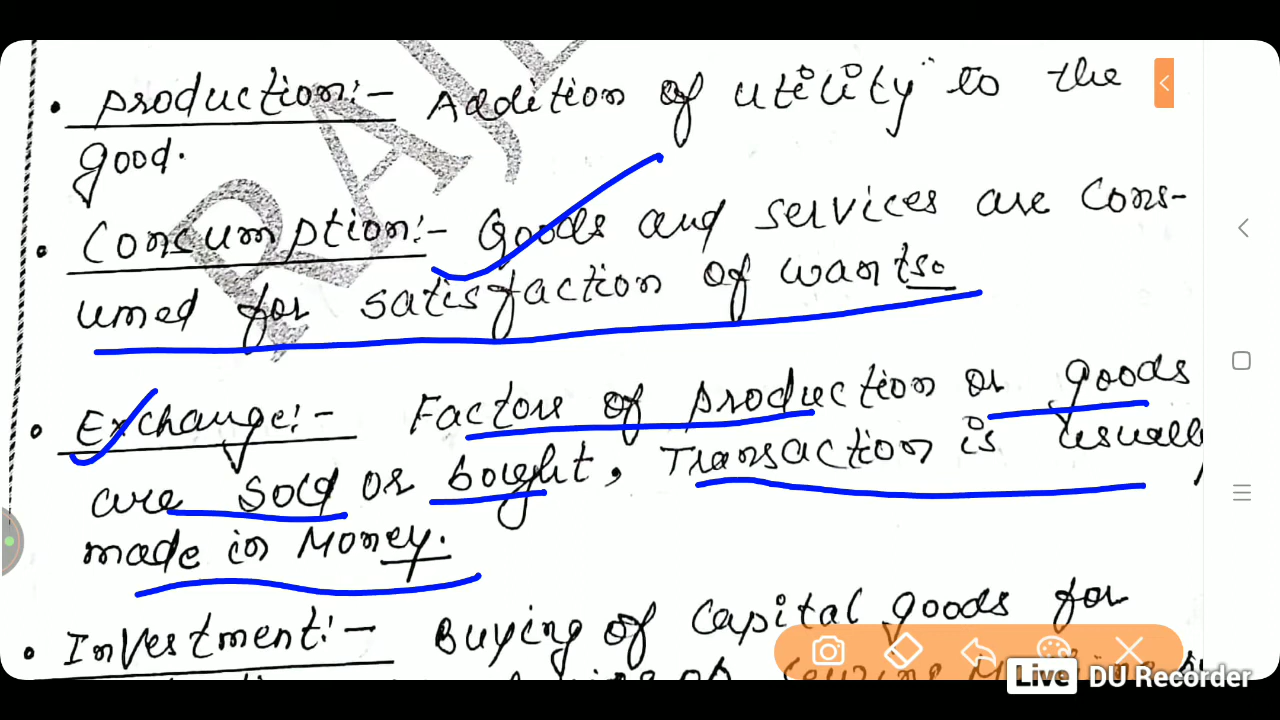 • Production:- Addition of utility to the
good.
• Consumption:- Goods and services are Cons-
umed for satisfaction of wants.
• Exchange:- Factors of production or goods
are sold or bought, Transaction is usually
made in Money.
• Investment:- Buying of capital goods for
Live DU Recorder